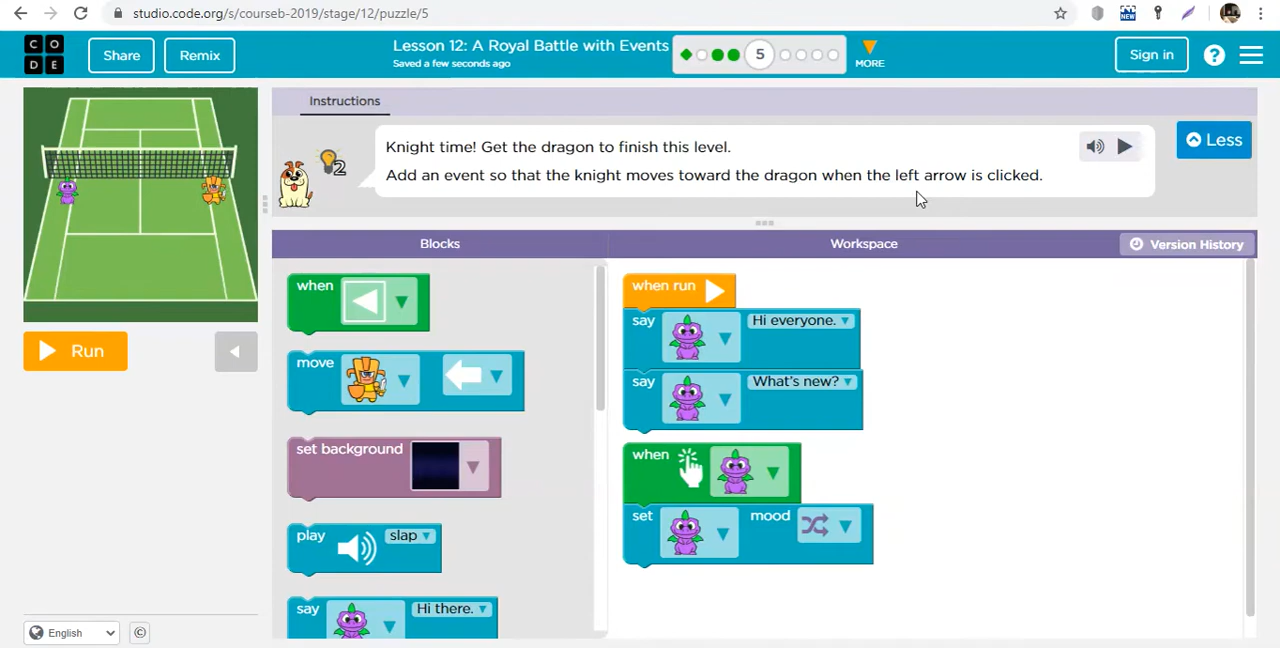 studio.code.org/s/courseb-2019/stage/12/puzzle/5
NEW
CO
DE
Share
Remix
Lesson 12: A Royal Battle with Events
Saved a few seconds ago
5
MORE
Sign in
?
Instructions
2
Knight time! Get the dragon to finish this level.
Add an event so that the knight moves toward the dragon when the left arrow is clicked.
Less
Blocks
Workspace
Version History
when
move
set background
play slap
say Hi there.
when run
say Hi everyone.
say What's new?
when
set mood
Run
English
©